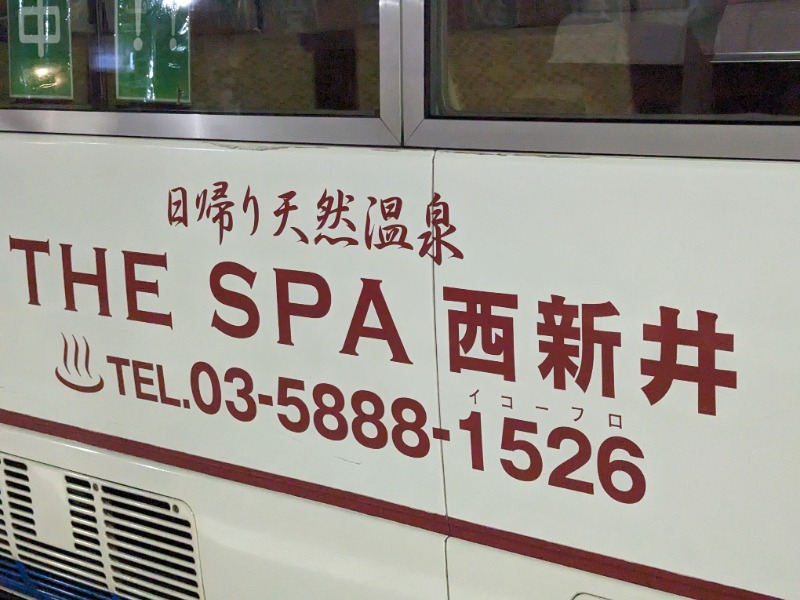 中
!!
日帰り天然温泉
THE SPA 西新井
イコーフロ
TEL.03-5888-1526